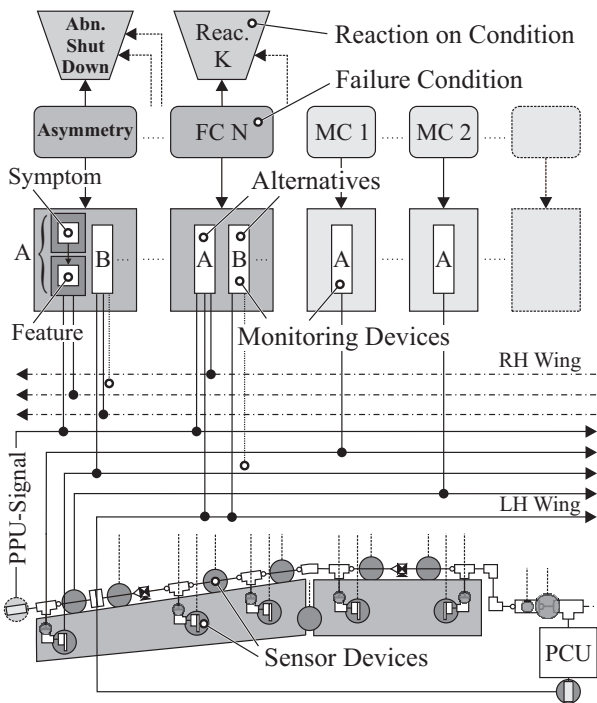 Abn.
Shut
Down
Reac.
K
Reaction on Condition
Failure Condition
Asymmetry
FC N
MC 1
MC 2
Symptom
Alternatives
A
B
A
B
A
A
Feature
Monitoring Devices
RH Wing
PPU-Signal
LH Wing
Sensor Devices
PCU